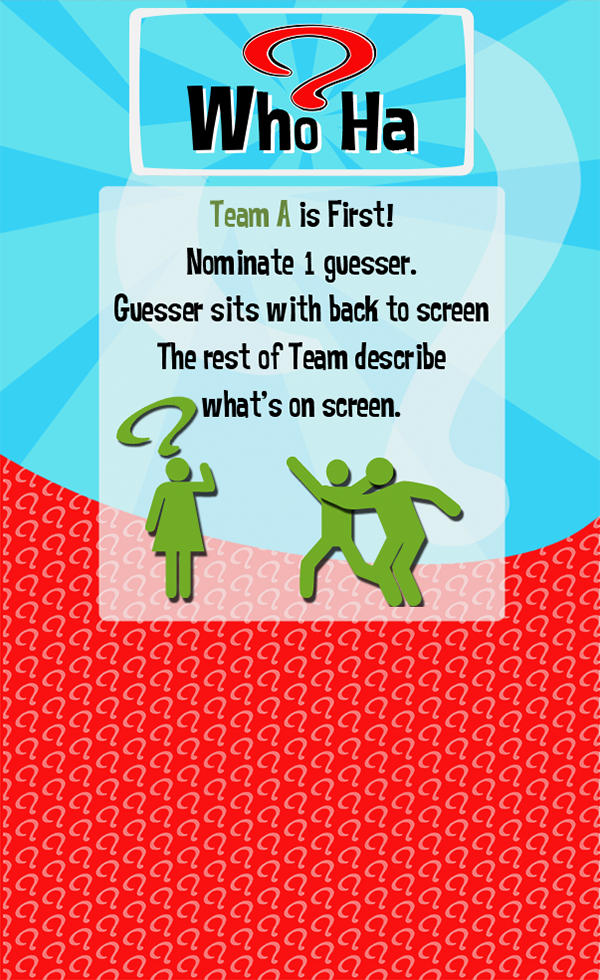 Who Ha
Team A is First!
Nominate 1 guesser.
Guesser sits with back to screen
The rest of Team describe
what's on screen.